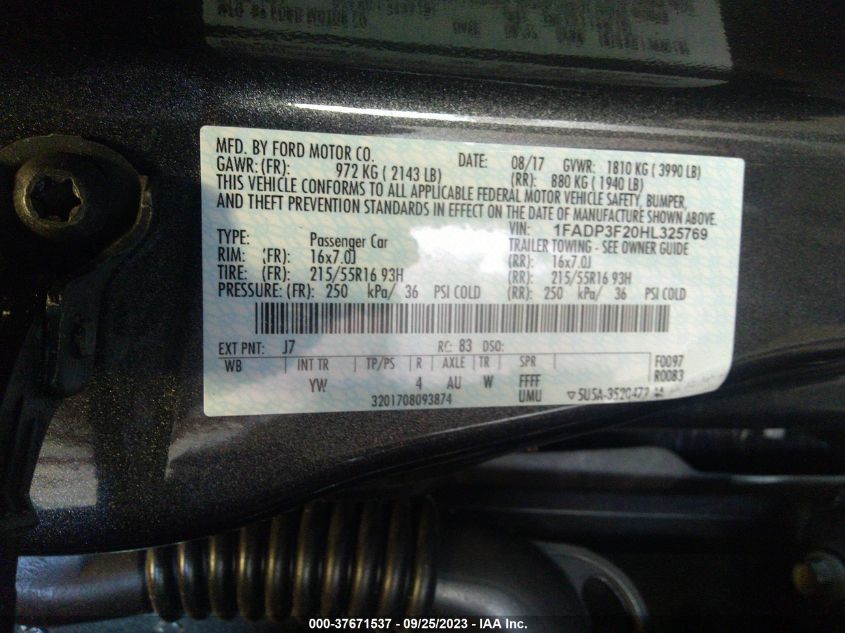 MFD. BY FORD MOTOR CO. DATE: 08/17 GVWR: 1810 KG ( 3990 LB)
GAWR: (FR): 972 KG ( 2143 LB) (RR): 880 KG ( 1940 LB)
THIS VEHICLE CONFORMS TO ALL APPLICABLE FEDERAL MOTOR VEHICLE SAFETY, BUMPER,
AND THEFT PREVENTION STANDARDS IN EFFECT ON THE DATE OF MANUFACTURE SHOWN ABOVE.
VIN: 1FADP3F20HL325769
TYPE: Passenger Car TRAILER TOWING - SEE OWNER GUIDE
RIM: (FR): 16x7.0J (RR): 16x7.0J
TIRE: (FR): 215/55R16 93H (RR): 215/55R16 93H
PRESSURE: (FR): 250 kPa/ 36 PSI COLD (RR): 250 kPa/ 36 PSI COLD
EXT PNT: J7 RC: 83 DSO:
WB INT TR TP/PS R AXLE TR SPR F0097
YW 4 AU W FFFF R0083
3201708093874 UMU 5U5A-3520472
000-37671537 - 09/25/2023 - IAA Inc.